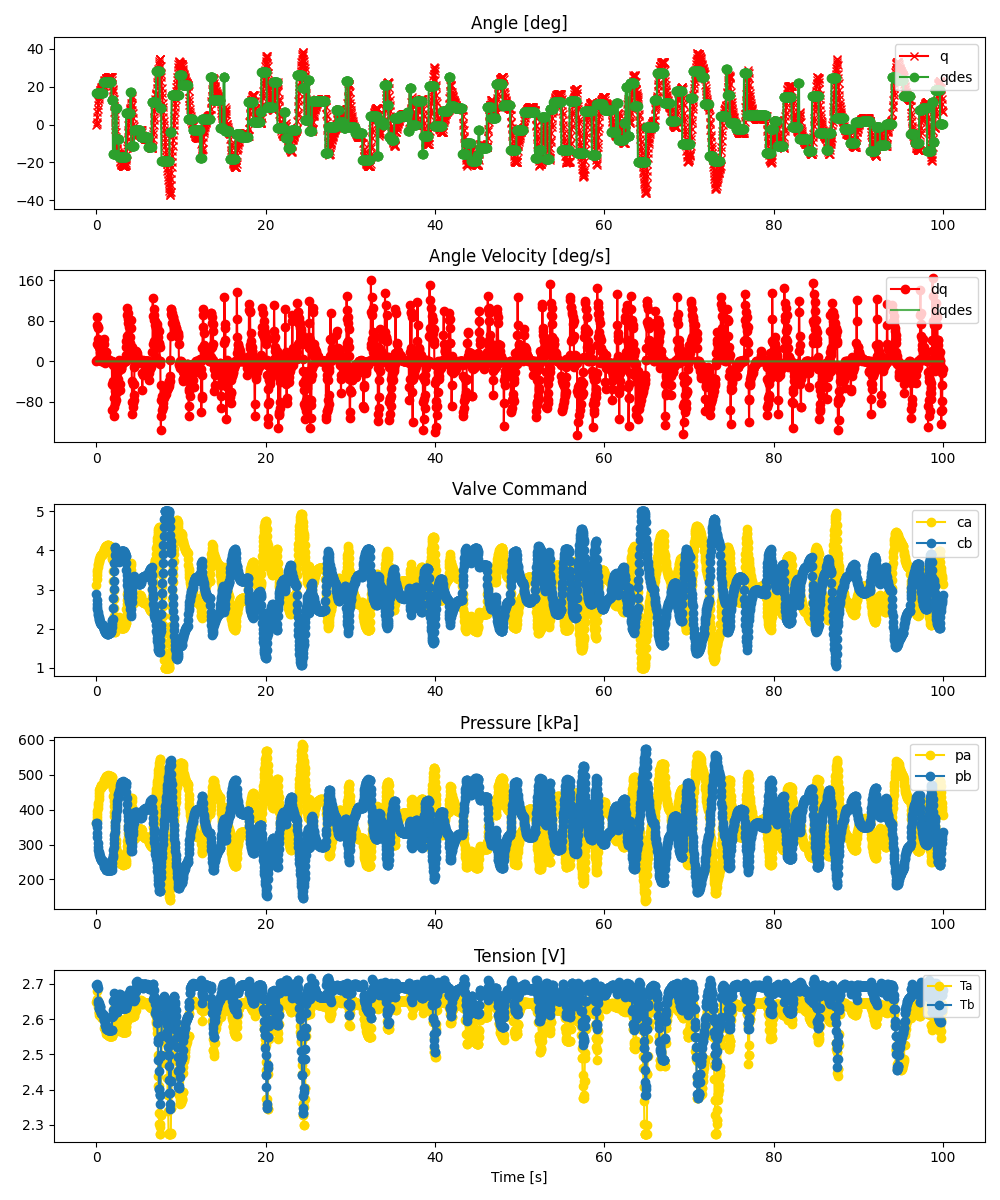 Angle [deg]
40
20
0
−20
−40
q
qdes
0 20 40 60 80 100
Angle Velocity [deg/s]
160
80
0
−80
dq
dqdes
0 20 40 60 80 100
Valve Command
5
4
3
2
1
ca
cb
0 20 40 60 80 100
Pressure [kPa]
600
500
400
300
200
pa
pb
0 20 40 60 80 100
Tension [V]
2.7
2.6
2.5
2.4
2.3
Ta
Tb
0 20 40 60 80 100
Time [s]